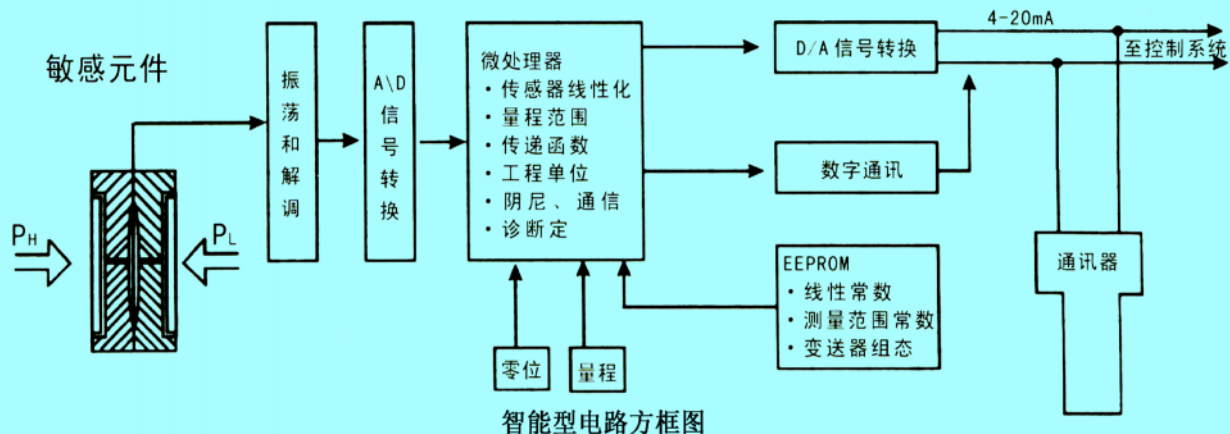 敏感元件
PH
PL
振荡和解调
A\D信号转换
微处理器
·传感器线性化
·量程范围
·传递函数
·工程单位
·阴尼、通信
·诊断定
零位
量程
D/A信号转换
数字通讯
EEPROM
·线性常数
·测量范围常数
·变送器组态
4-20mA
至控制系统
通讯器
智能型电路方框图